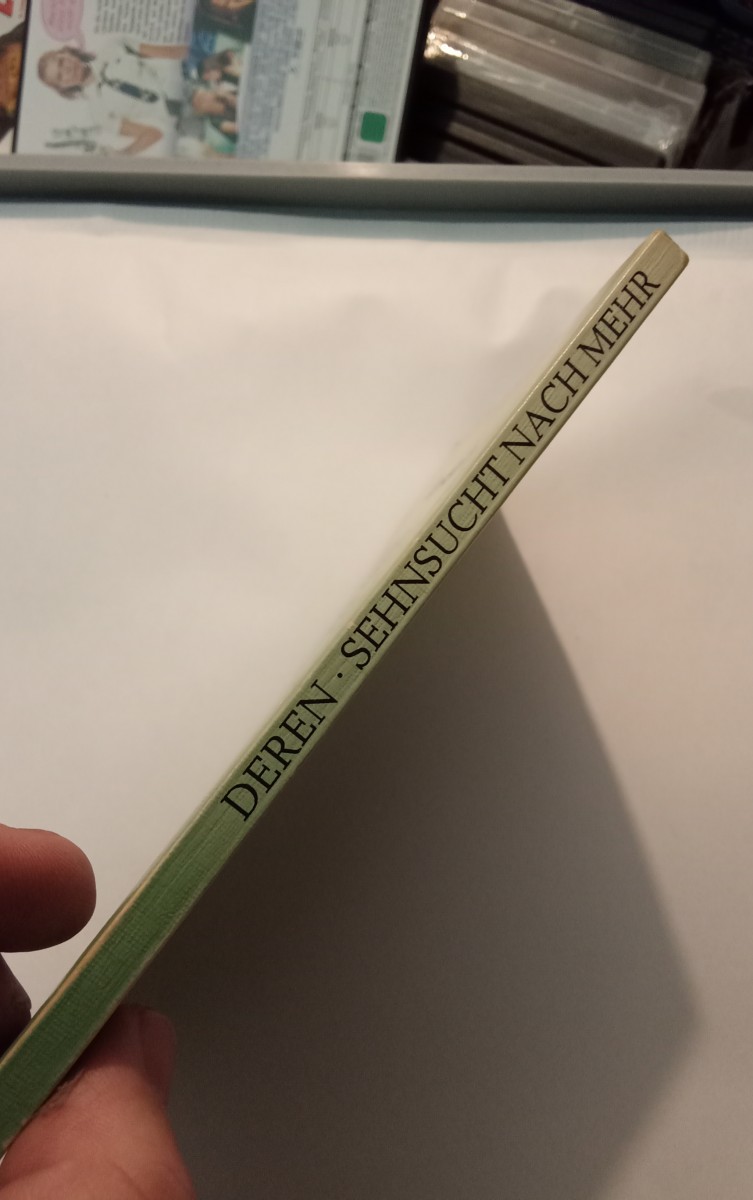 DEREN · SEHNSUCHT NACH MEHR